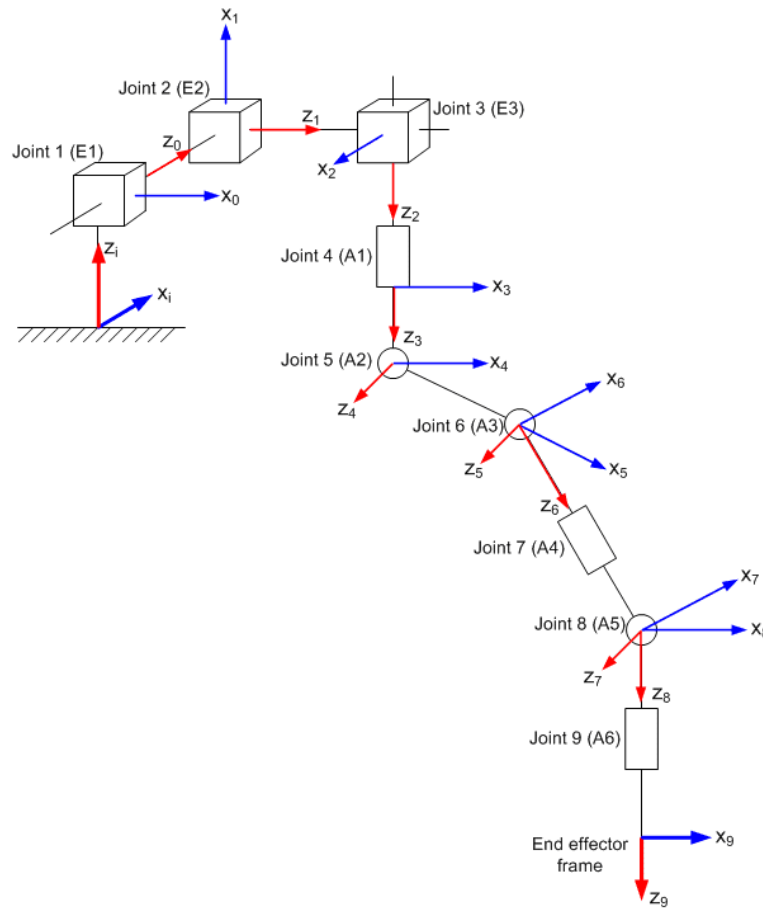 x₁
Joint 2 (E2)
Joint 3 (E3)
z₁
Joint 1 (E1)
z₀
x₂
x₀
z₂
zᵢ
Joint 4 (A1)
xᵢ
x₃
z₃
Joint 5 (A2)
x₄
x₆
z₄
Joint 6 (A3)
z₅
x₅
z₆
Joint 7 (A4)
x₇
Joint 8 (A5)
z₇
z₈
Joint 9 (A6)
End effector
frame
x₉
z₉